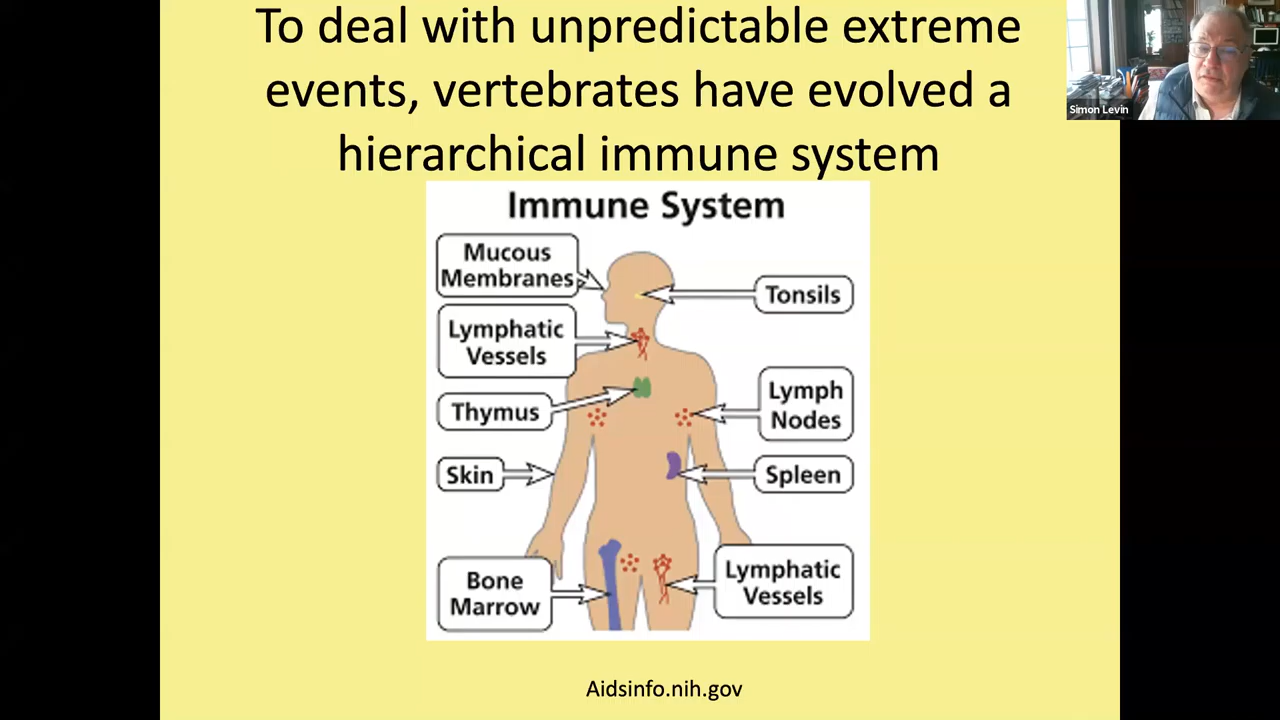 To deal with unpredictable extreme
events, vertebrates have evolved a
hierarchical immune system
Simon Levin
Immune System
Mucous
Membranes
Tonsils
Lymphatic
Vessels
Thymus
Lymph
Nodes
Skin
Spleen
Bone
Marrow
Lymphatic
Vessels
Aidsinfo.nih.gov